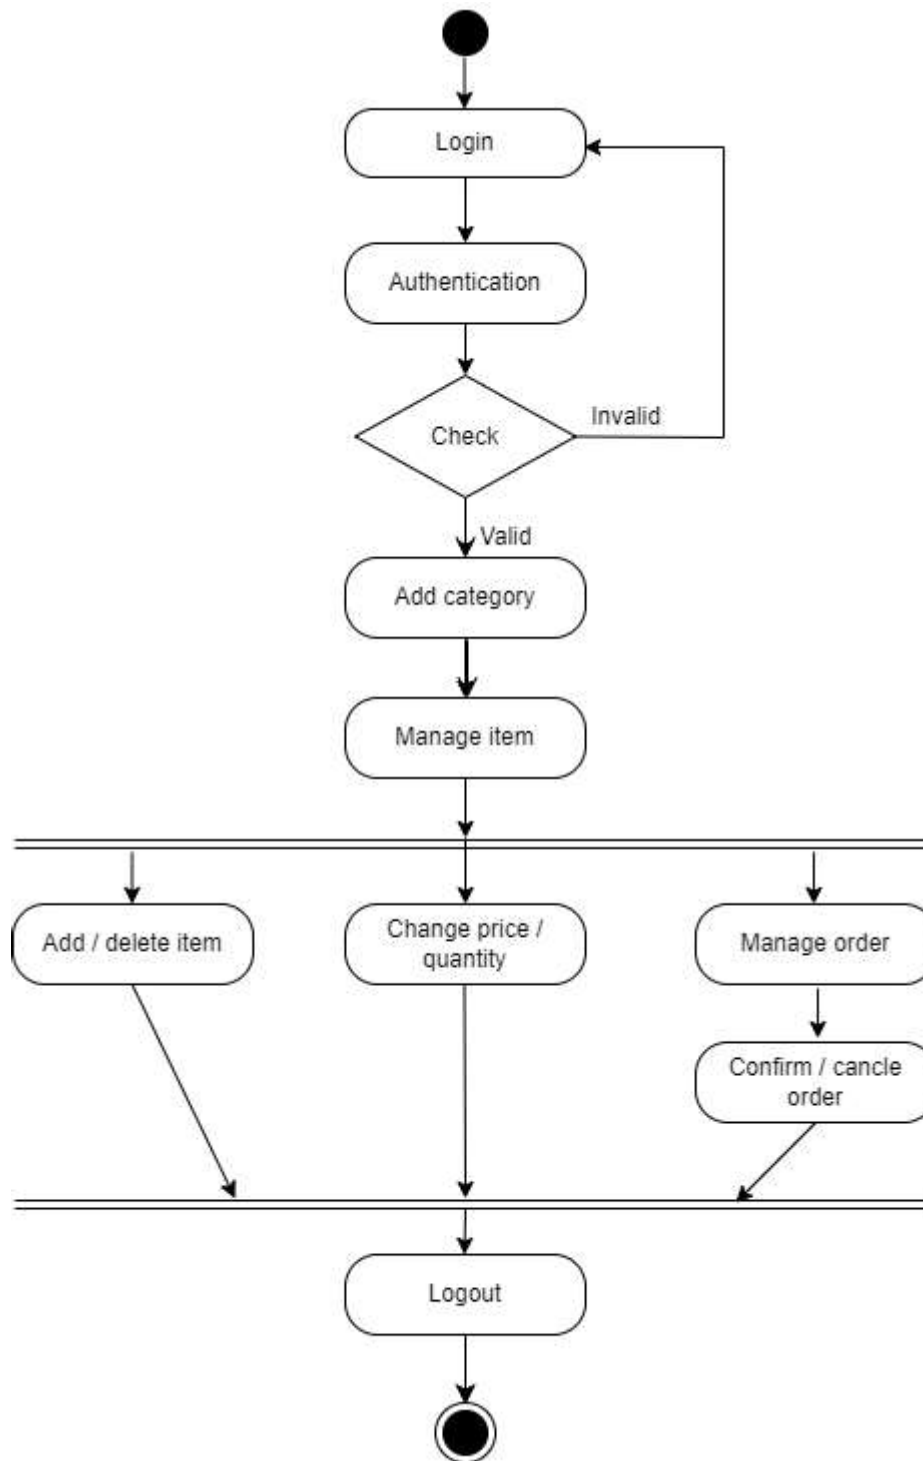 Login
Authentication
Check
Invalid
Valid
Add category
Manage item
Add / delete item
Change price /
quantity
Manage order
Confirm / cancle
order
Logout